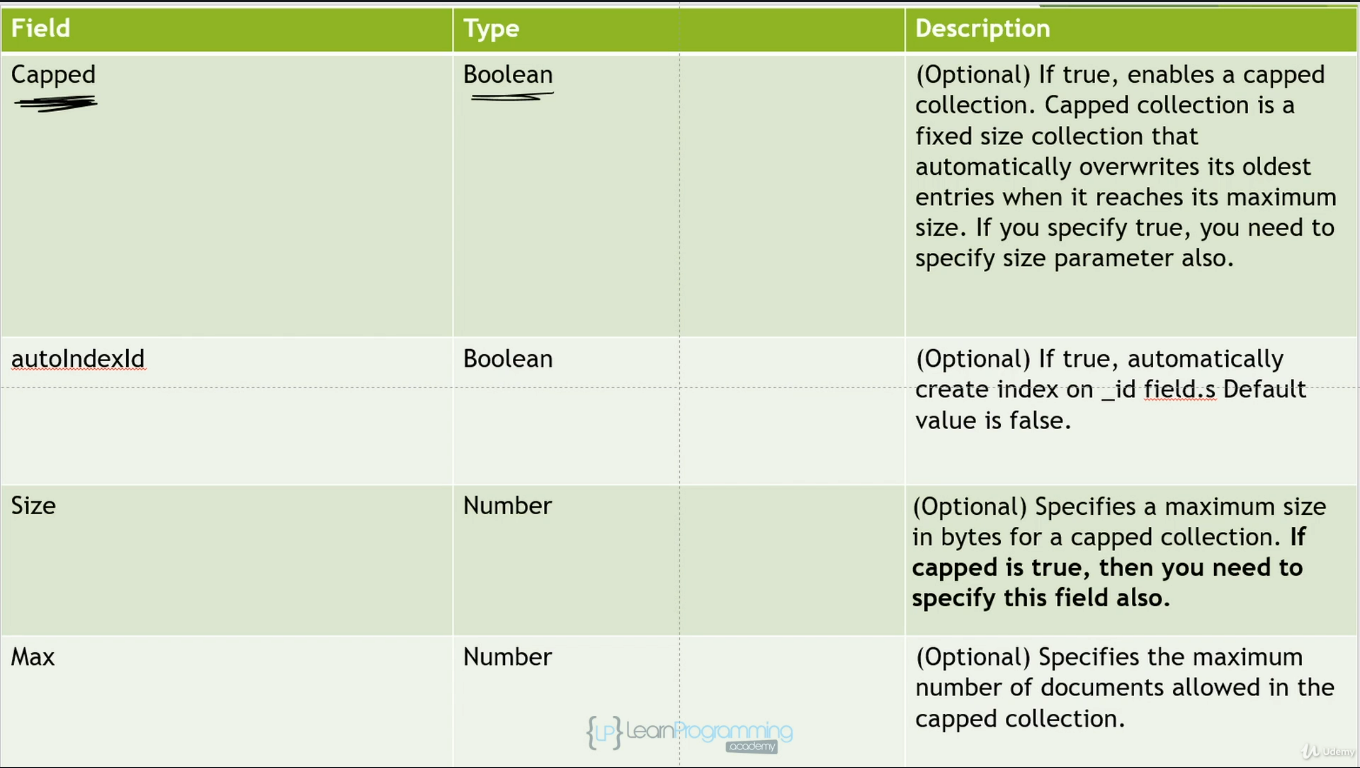 Field Type Description
Capped Boolean (Optional) If true, enables a capped
collection. Capped collection is a
fixed size collection that
automatically overwrites its oldest
entries when it reaches its maximum
size. If you specify true, you need to
specify size parameter also.
autoIndexId Boolean (Optional) If true, automatically
create index on _id field.s Default
value is false.
Size Number (Optional) Specifies a maximum size
in bytes for a capped collection. If
capped is true, then you need to
specify this field also.
Max Number (Optional) Specifies the maximum
number of documents allowed in the
capped collection.
{LP} LearnProgramming
academy
Udemy